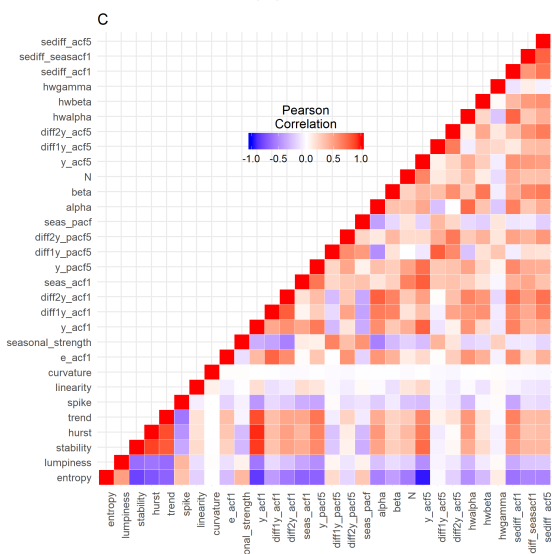 C
sediff_acf5
sediff_seasacf1
sediff_acf1
hwgamma
hwbeta
hwalpha
diff2y_acf5
diff1y_acf5
y_acf5
N
beta
alpha
seas_pacf
diff2y_pacf5
diff1y_pacf5
y_pacf5
seas_acf1
diff2y_acf1
diff1y_acf1
y_acf1
seasonal_strength
e_acf1
curvature
linearity
spike
trend
hurst
stability
lumpiness
entropy
Pearson
Correlation
-1.0 -0.5 0.0 0.5 1.0
entropy
lumpiness
stability
hurst
trend
spike
linearity
curvature
e_acf1
onal_strength
y_acf1
diff1y_acf1
diff2y_acf1
seas_acf1
y_pacf5
diff1y_pacf5
diff2y_pacf5
seas_pacf
alpha
beta
N
y_acf5
diff1y_acf5
diff2y_acf5
hwalpha
hwbeta
hwgamma
sediff_acf1
diff_seasacf1
sediff_acf5